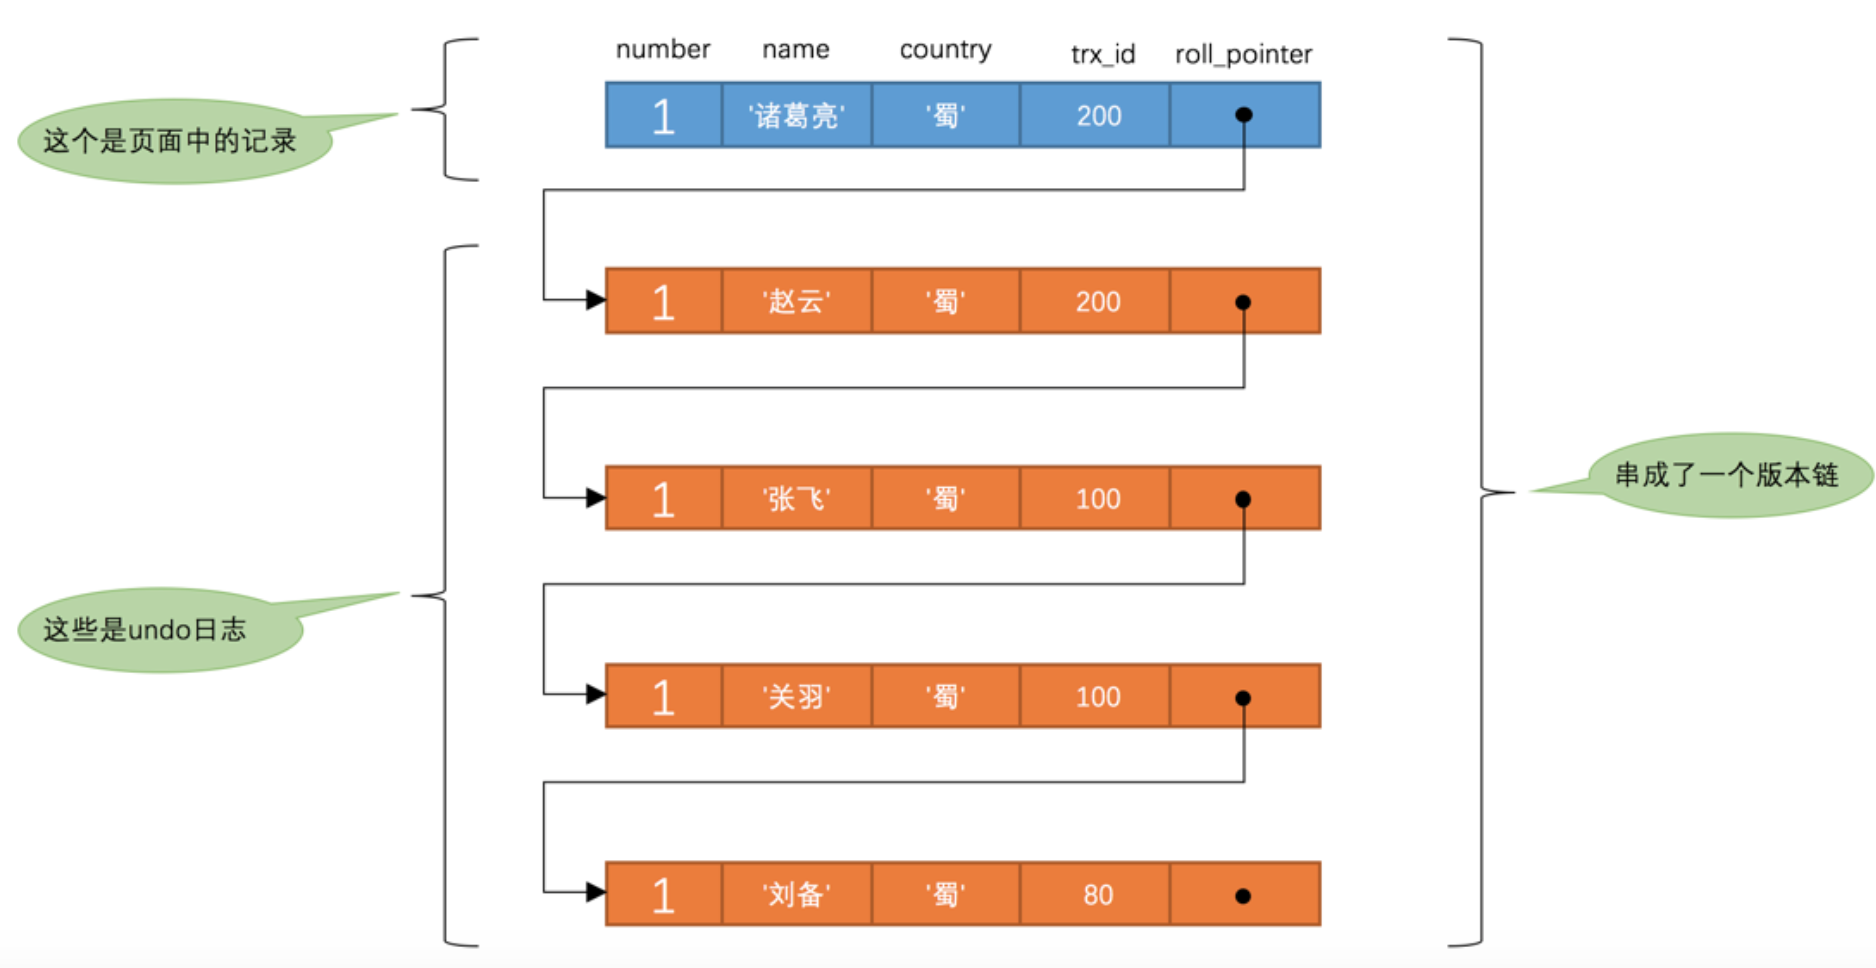 number name country trx_id roll_pointer
1 '诸葛亮' '蜀' 200
这个是页面中的记录
1 '赵云' '蜀' 200
1 '张飞' '蜀' 100
串成了一个版本链
这些是undo日志
1 '关羽' '蜀' 100
1 '刘备' '蜀' 80